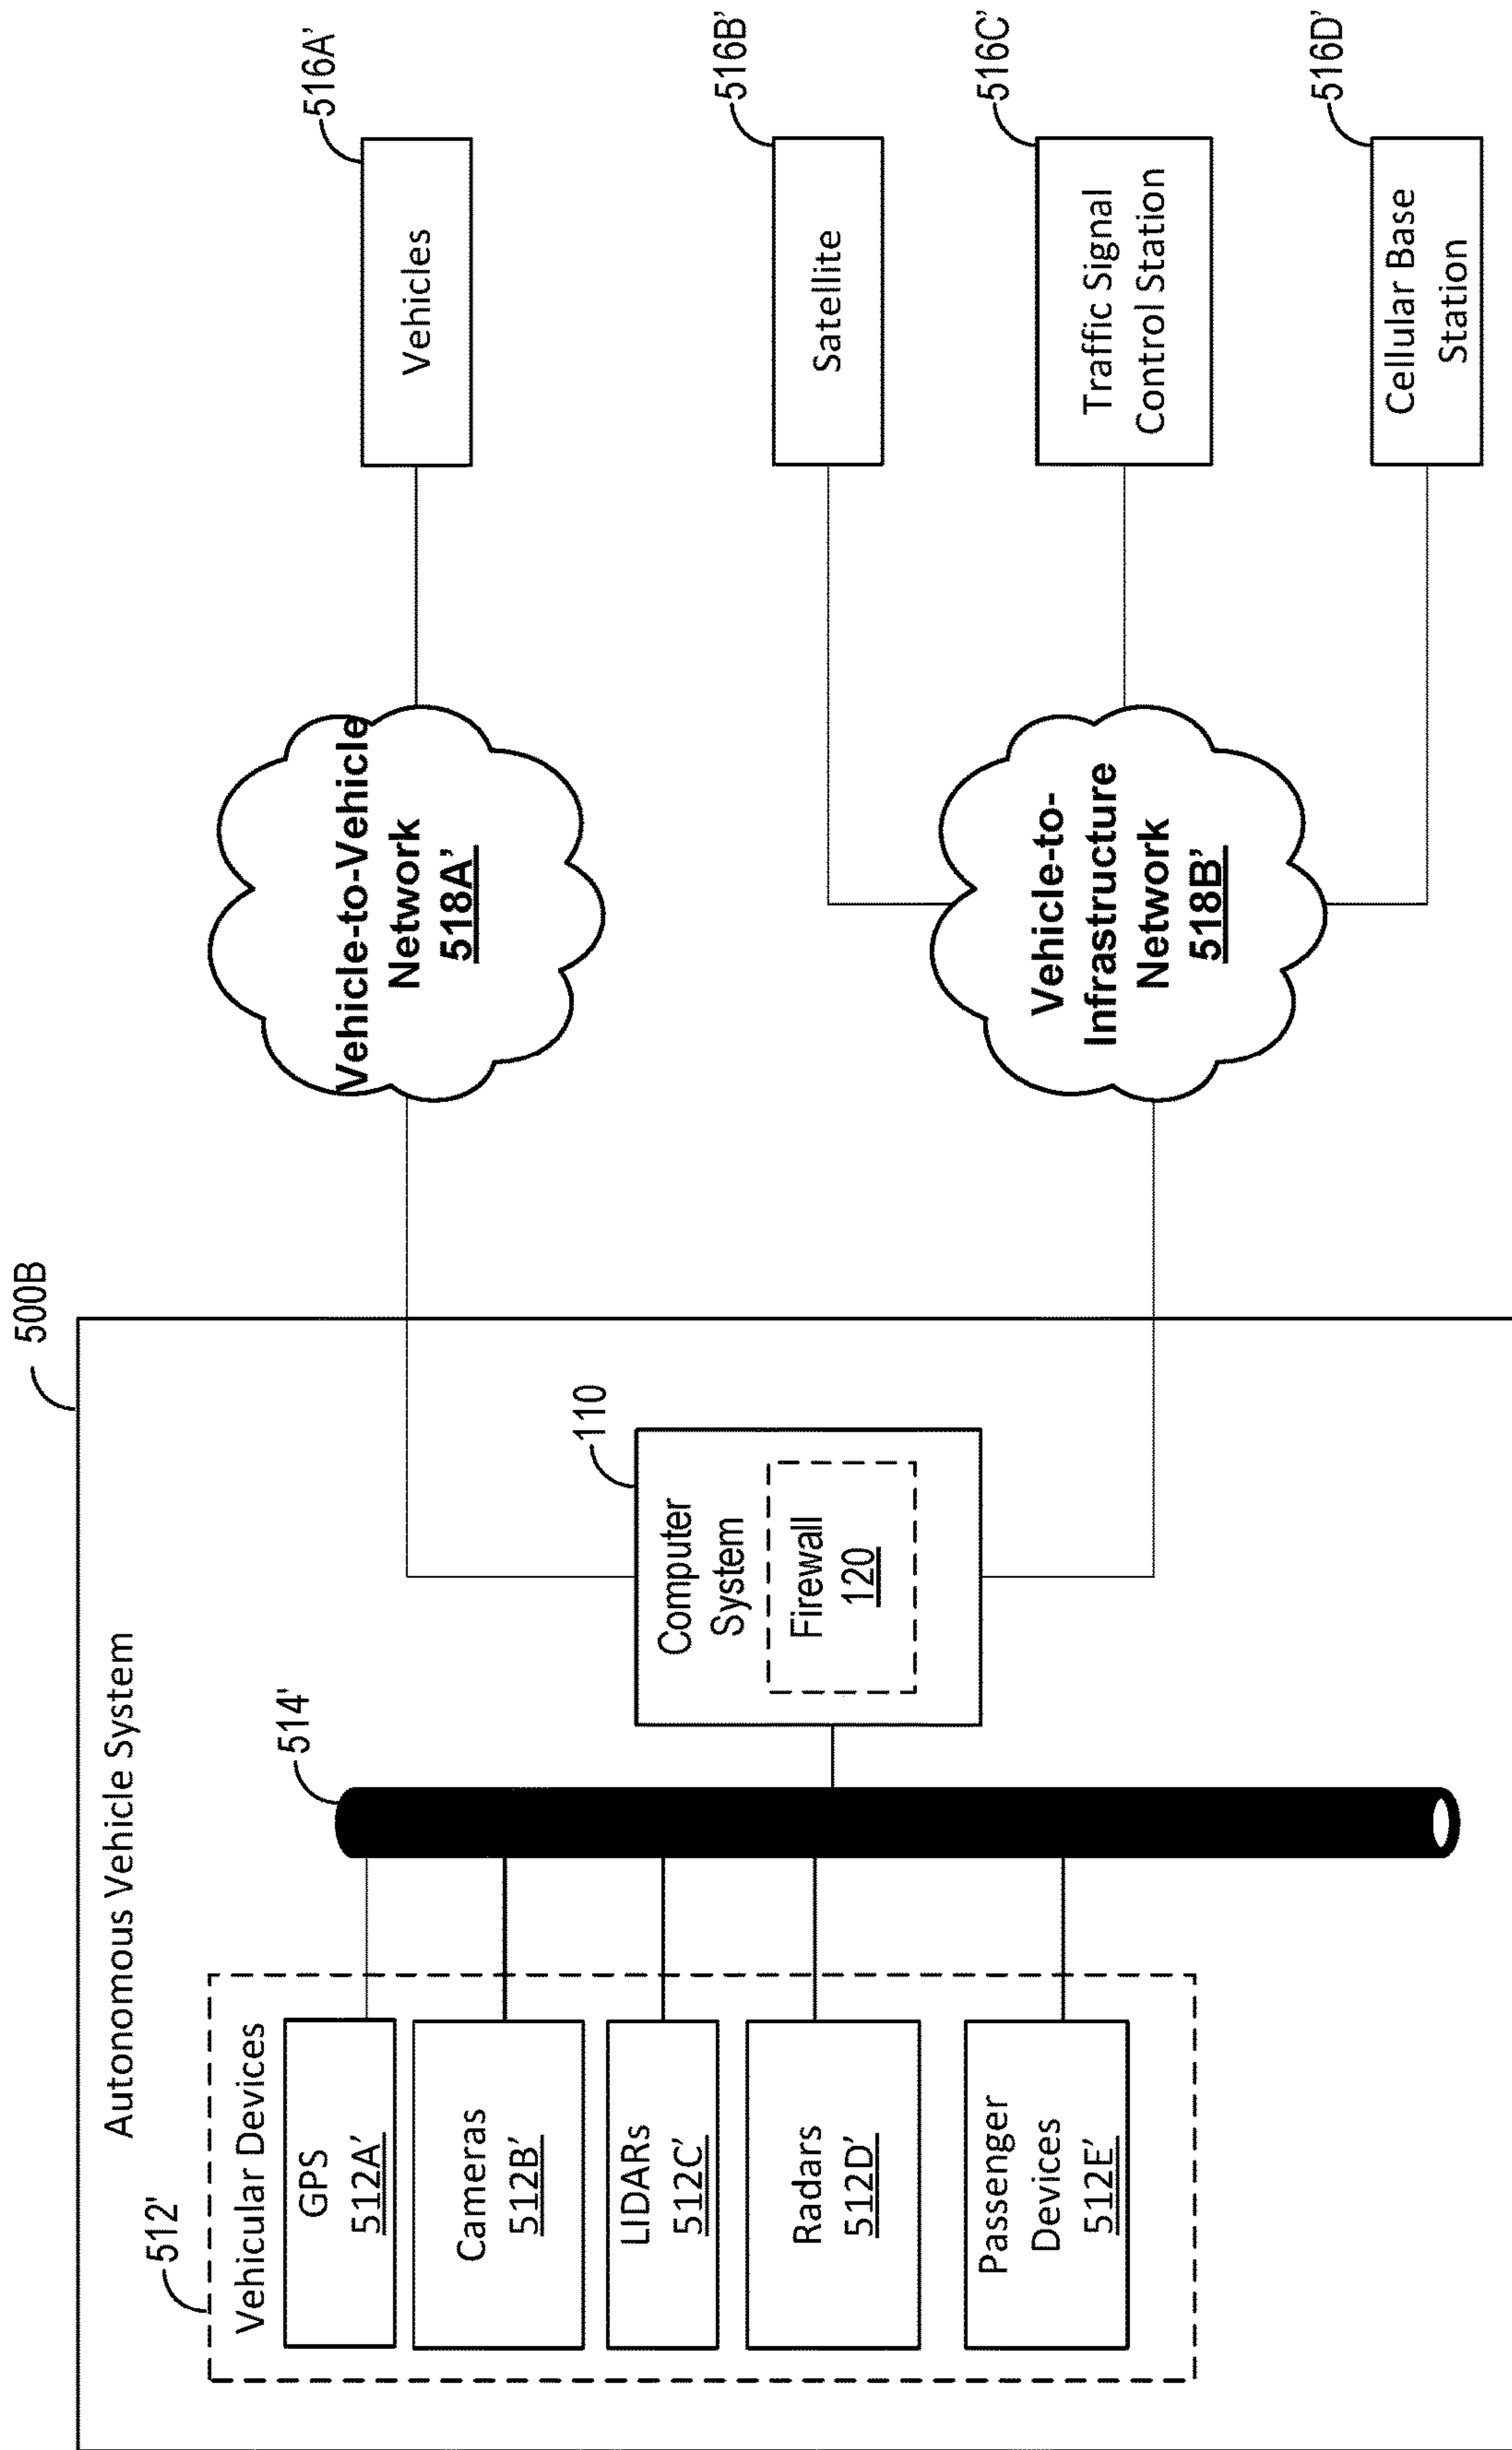 500B
Autonomous Vehicle System
512'
Vehicular Devices
GPS
512A'
Cameras
512B'
LIDARs
512C'
Radars
512D'
Passenger
Devices
512E'
514'
110
Computer
System
Firewall
120
Vehicle-to-Vehicle
Network
518A'
Vehicle-to-
Infrastructure
Network
518B'
516A'
Vehicles
516B'
Satellite
516C'
Traffic Signal
Control Station
516D'
Cellular Base
Station